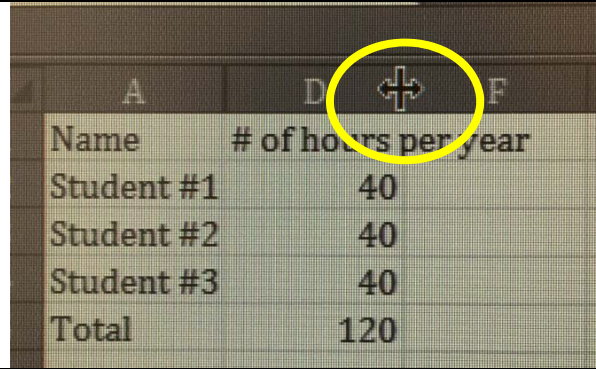 A D F
Name # of hours per year
Student #1 40
Student #2 40
Student #3 40
Total 120